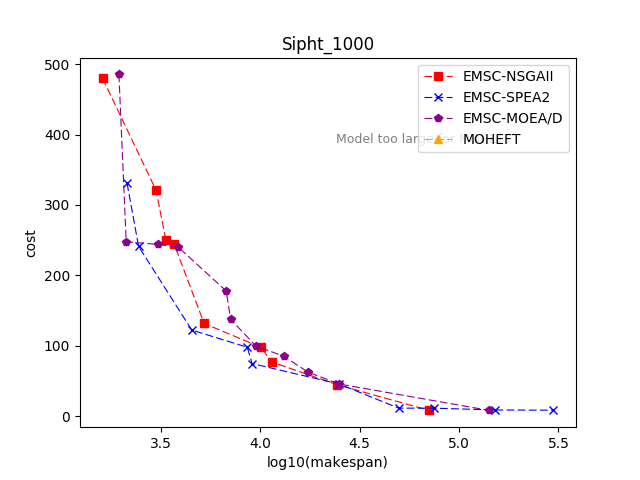 Sipht_1000
500
400
300
200
100
0
cost
3.5
4.0
4.5
5.0
5.5
log10(makespan)
EMSC-NSGAII
EMSC-SPEA2
EMSC-MOEA/D
MOHEFT
Model too large for